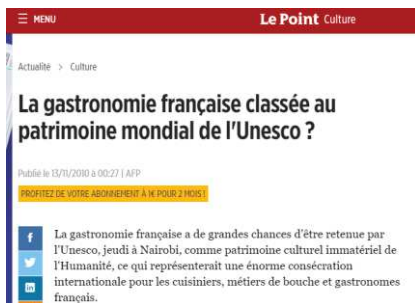 MENU
Le Point Culture
Actualité > Culture
La gastronomie française classée au
patrimoine mondial de l'Unesco ?
Publié le 13/11/2010 à 00:27 | AFP
PROFITEZ DE VOTRE ABONNEMENT À 1€ POUR 2 MOIS !
La gastronomie française a de grandes chances d'être retenue par
l'Unesco, jeudi à Nairobi, comme patrimoine culturel immatériel de
l'Humanité, ce qui représenterait une énorme consécration
internationale pour les cuisiniers, métiers de bouche et gastronomes
français.